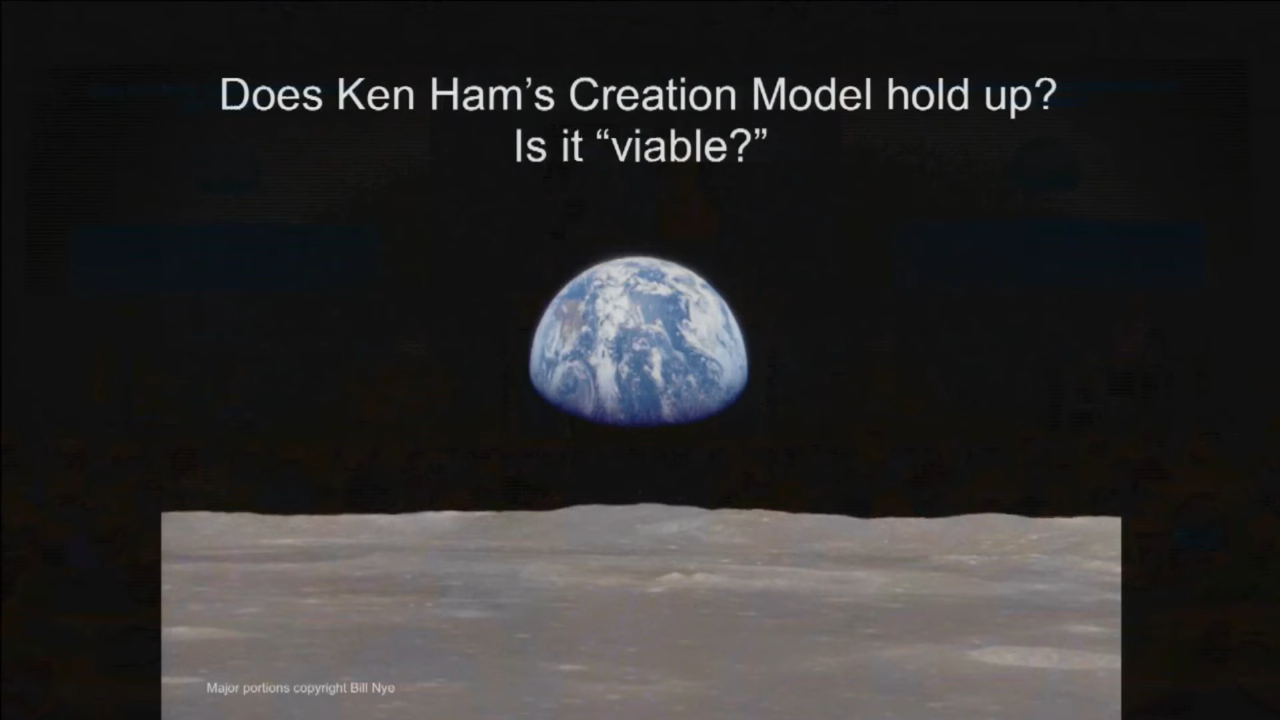 Does Ken Ham’s Creation Model hold up?
Is it “viable?”
Major portions copyright Bill Nye